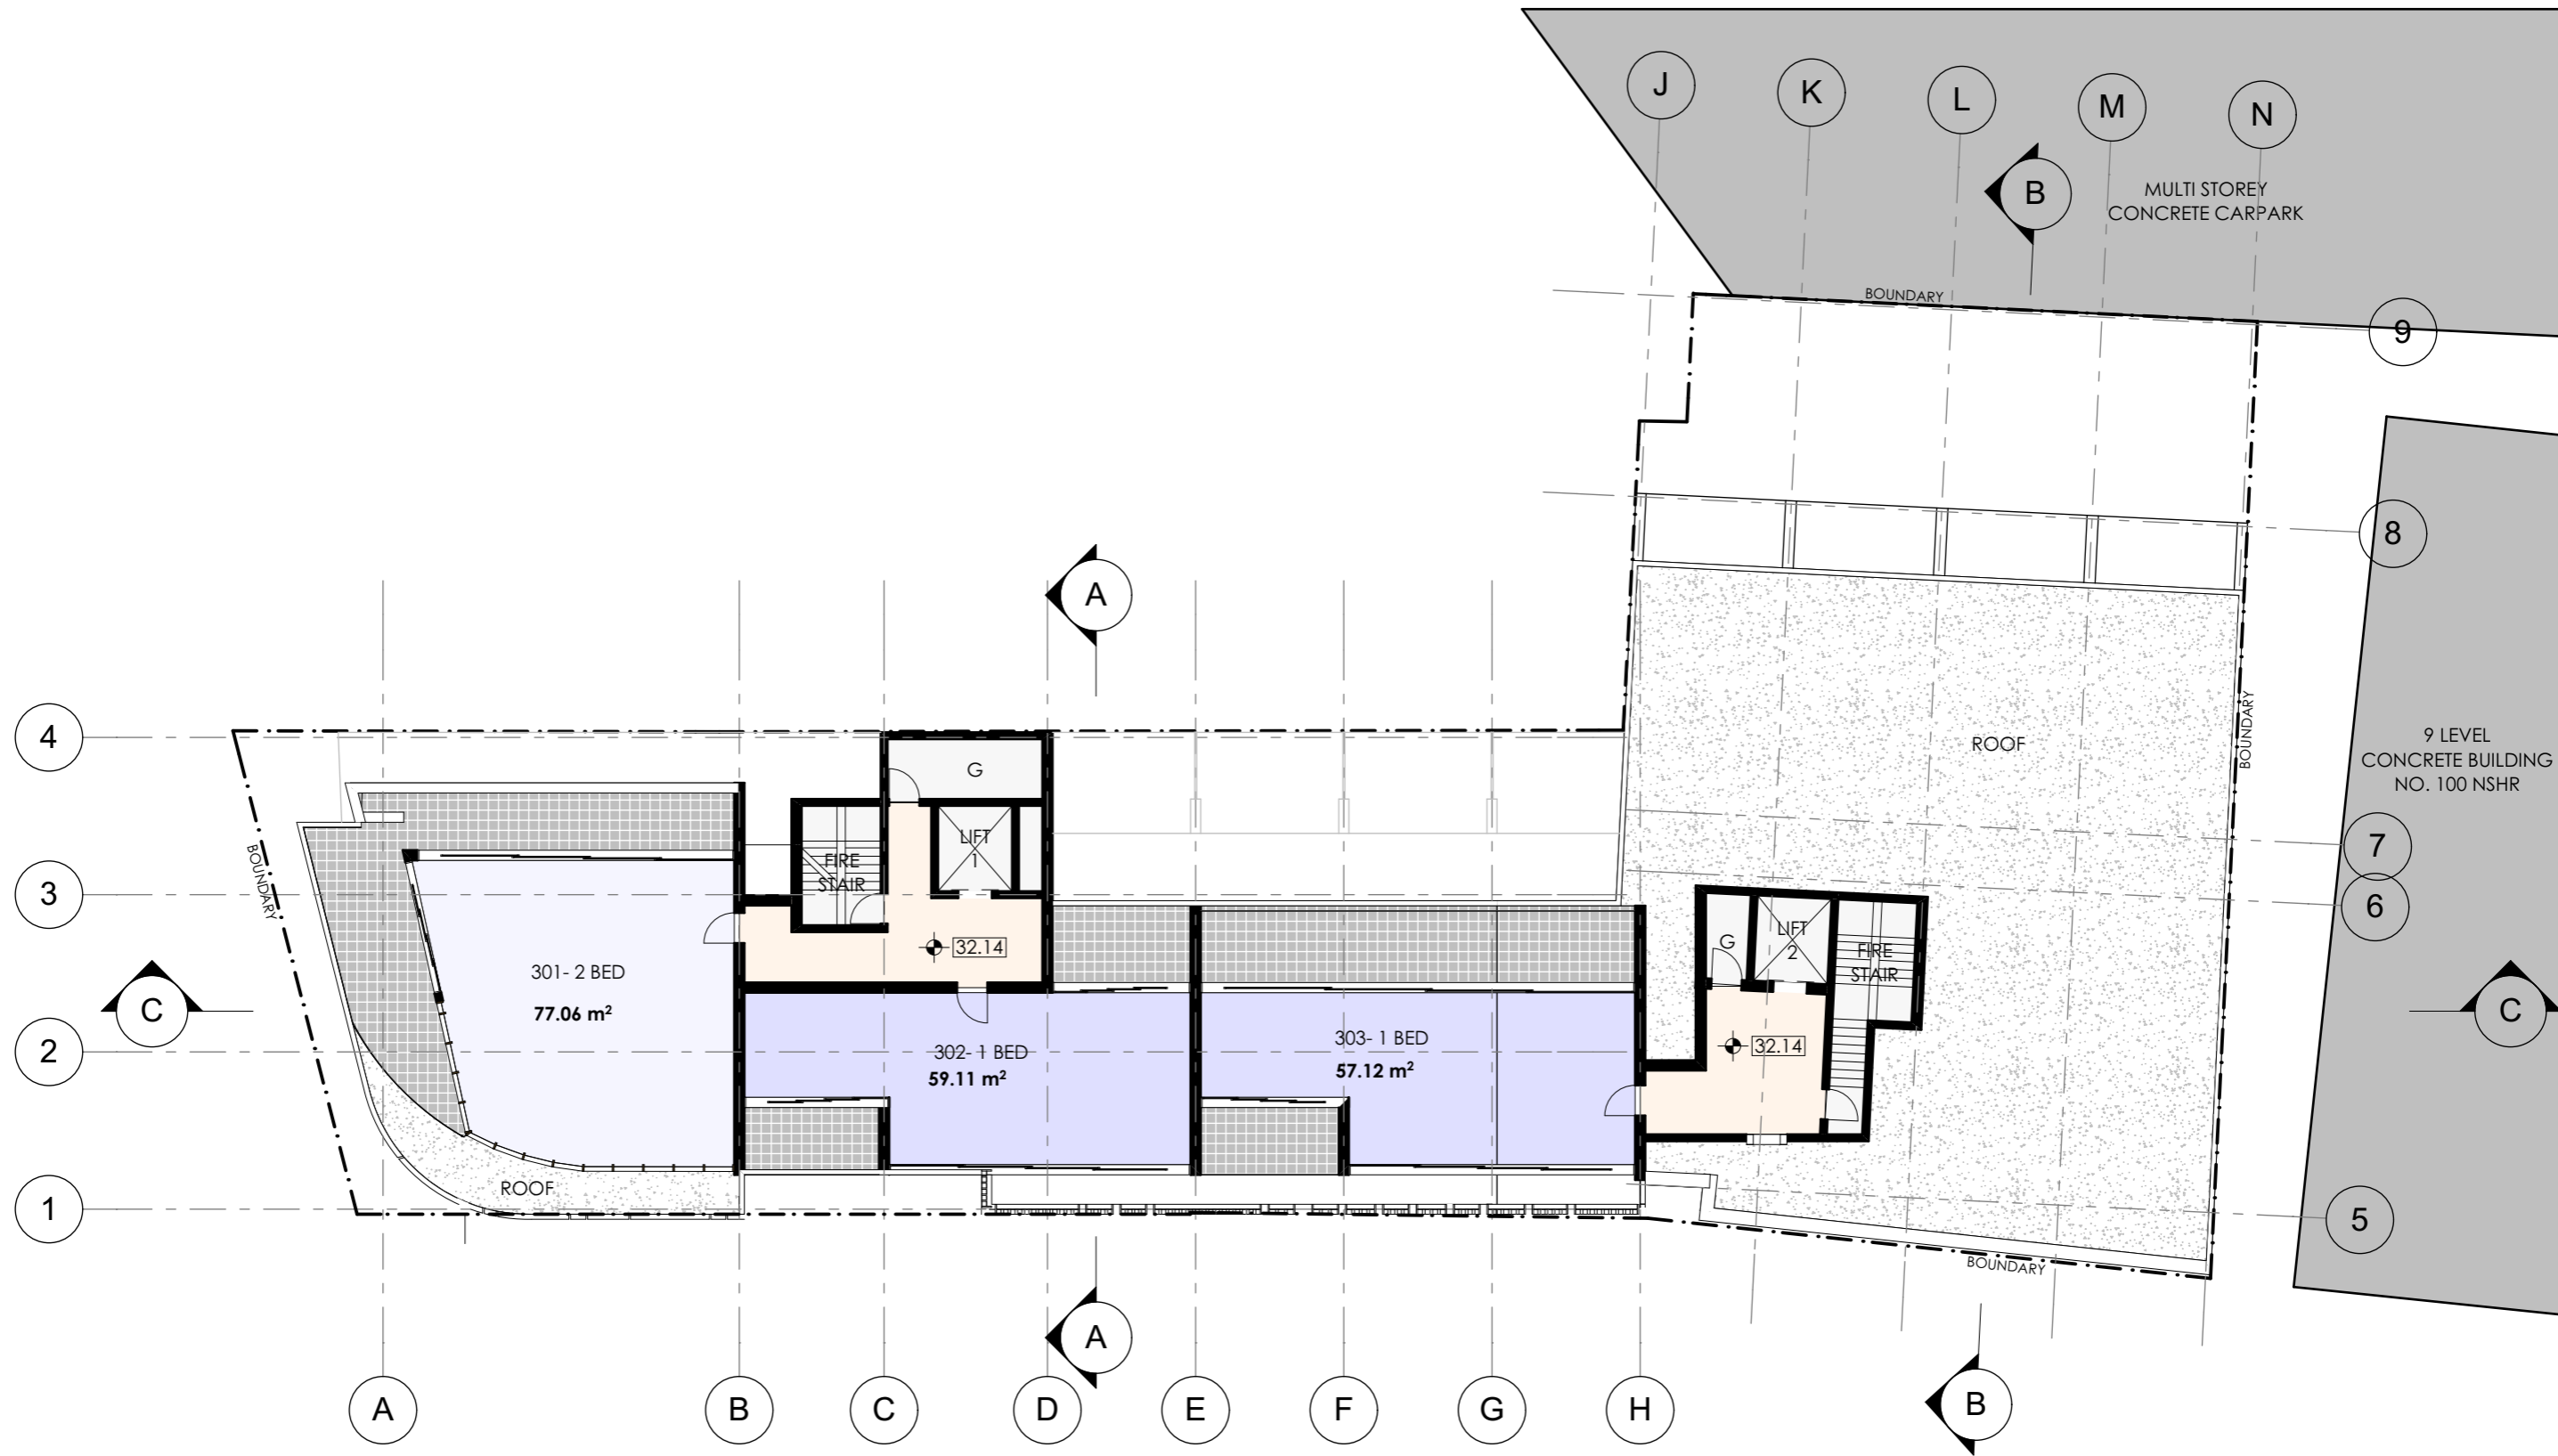 J
K
L
M
N
B
MULTI STOREY
CONCRETE CARPARK
BOUNDARY
9
8
A
4
G
ROOF
BOUNDARY
9 LEVEL
CONCRETE BUILDING
NO. 100 NSHR
LIFT
1
FIRE
STAIR
BOUNDARY
7
3
6
LIFT
2
G
FIRE
STAIR
32.14
301- 2 BED
77.06 m²
C
C
2
302- 1 BED
59.11 m²
303- 1 BED
57.12 m²
32.14
ROOF
1
5
BOUNDARY
A
B
A
B
C
D
E
F
G
H